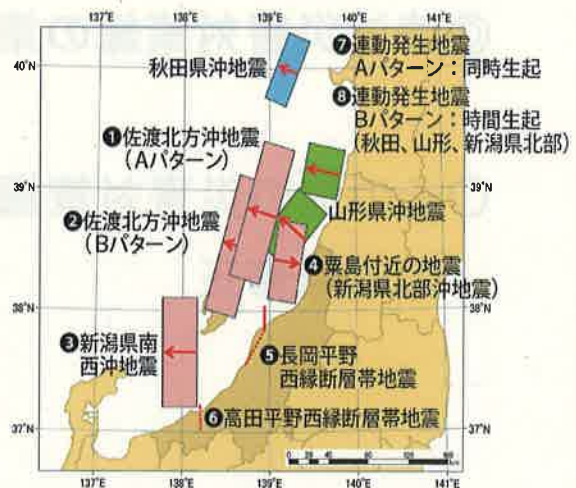 137°E
138°E
139°E
140°E
141°E
40°N
39°N
38°N
37°N
秋田県沖地震
❼連動発生地震
Aパターン：同時生起
❽連動発生地震
Bパターン：時間生起
(秋田、山形、新潟県北部)
❶佐渡北方沖地震
(Aパターン)
39°N
山形県沖地震
❷佐渡北方沖地震
(Bパターン)
❹粟島付近の地震
(新潟県北部沖地震)
38°N
❸新潟県南
西沖地震
❺長岡平野
西縁断層帯地震
❻高田平野西縁断層帯地震
37°N
137°E
138°E
139°E
140°E
141°E